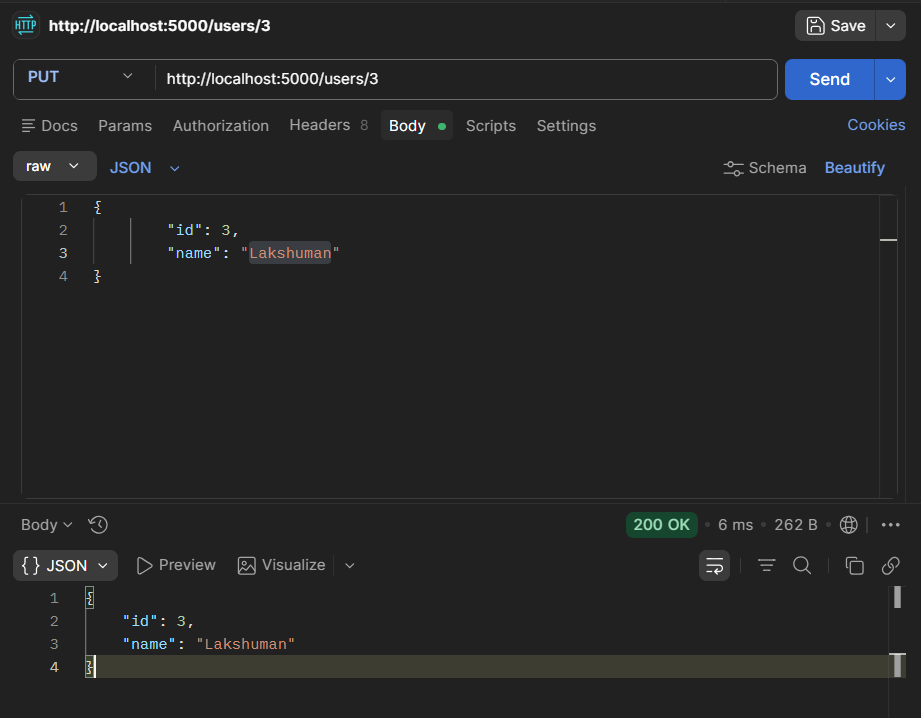 HTTP http://localhost:5000/users/3 Save
PUT http://localhost:5000/users/3 Send
Docs Params Authorization Headers 8 Body Scripts Settings Cookies
raw JSON Schema Beautify
1 {
2 "id": 3,
3 "name": "Lakshuman"
4 }
Body 200 OK • 6 ms • 262 B • •••
{} JSON Preview Visualize
1 {
2 "id": 3,
3 "name": "Lakshuman"
4 }